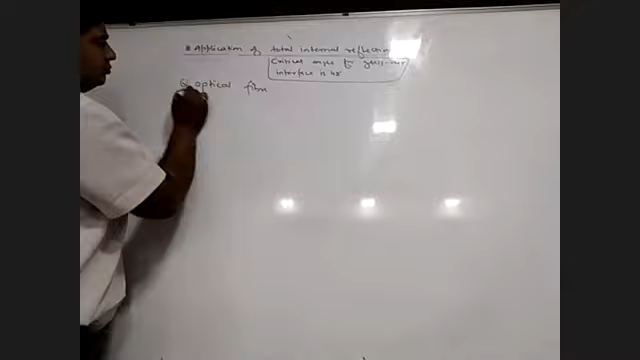 * Application of total internal reflection
Critical angle for glass-air
interface is 42°
optical fibre